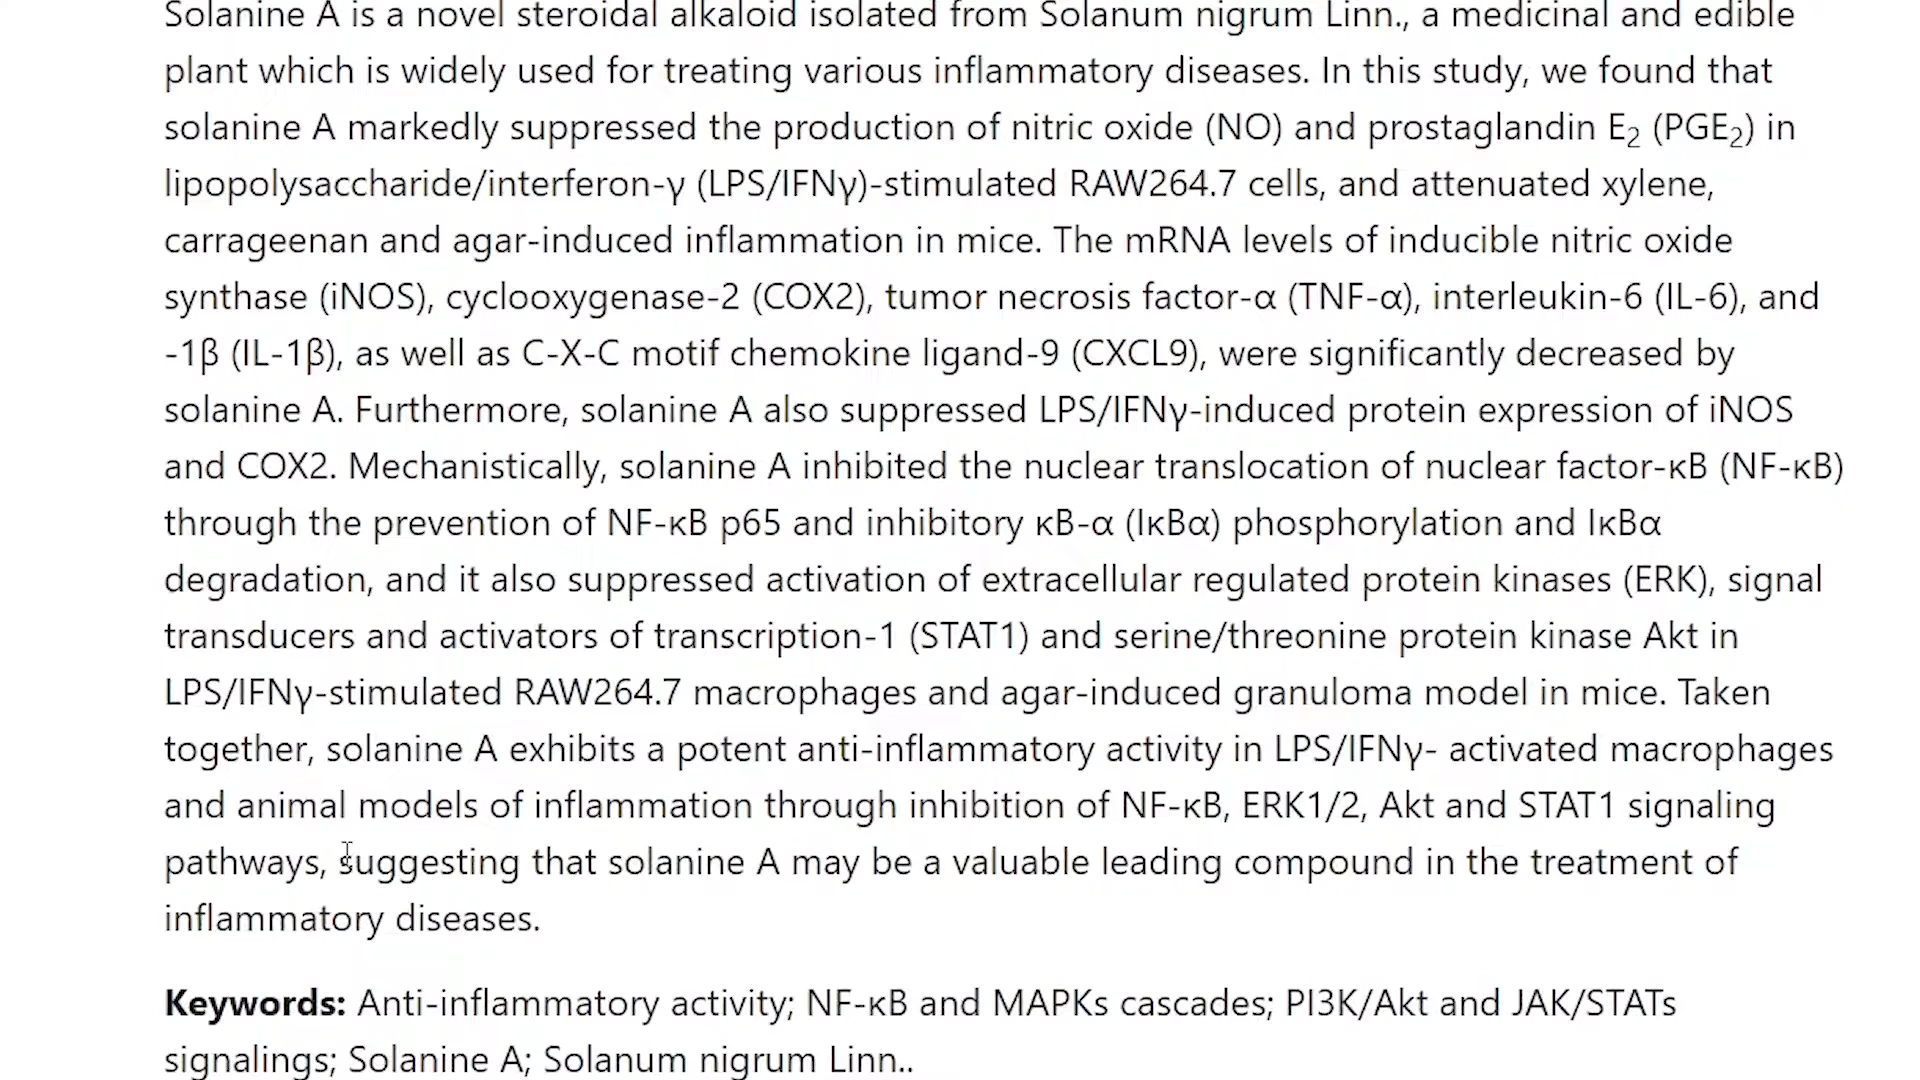 Solanine A is a novel steroidal alkaloid isolated from Solanum nigrum Linn., a medicinal and edible
plant which is widely used for treating various inflammatory diseases. In this study, we found that
solanine A markedly suppressed the production of nitric oxide (NO) and prostaglandin E₂ (PGE₂) in
lipopolysaccharide/interferon-γ (LPS/IFNγ)-stimulated RAW264.7 cells, and attenuated xylene,
carrageenan and agar-induced inflammation in mice. The mRNA levels of inducible nitric oxide
synthase (iNOS), cyclooxygenase-2 (COX2), tumor necrosis factor-α (TNF-α), interleukin-6 (IL-6), and
-1β (IL-1β), as well as C-X-C motif chemokine ligand-9 (CXCL9), were significantly decreased by
solanine A. Furthermore, solanine A also suppressed LPS/IFNγ-induced protein expression of iNOS
and COX2. Mechanistically, solanine A inhibited the nuclear translocation of nuclear factor-κB (NF-κB)
through the prevention of NF-κB p65 and inhibitory κB-α (IκBα) phosphorylation and IκBα
degradation, and it also suppressed activation of extracellular regulated protein kinases (ERK), signal
transducers and activators of transcription-1 (STAT1) and serine/threonine protein kinase Akt in
LPS/IFNγ-stimulated RAW264.7 macrophages and agar-induced granuloma model in mice. Taken
together, solanine A exhibits a potent anti-inflammatory activity in LPS/IFNγ- activated macrophages
and animal models of inflammation through inhibition of NF-κB, ERK1/2, Akt and STAT1 signaling
pathways, suggesting that solanine A may be a valuable leading compound in the treatment of
inflammatory diseases.
Keywords: Anti-inflammatory activity; NF-κB and MAPKs cascades; PI3K/Akt and JAK/STATs
signalings; Solanine A; Solanum nigrum Linn..